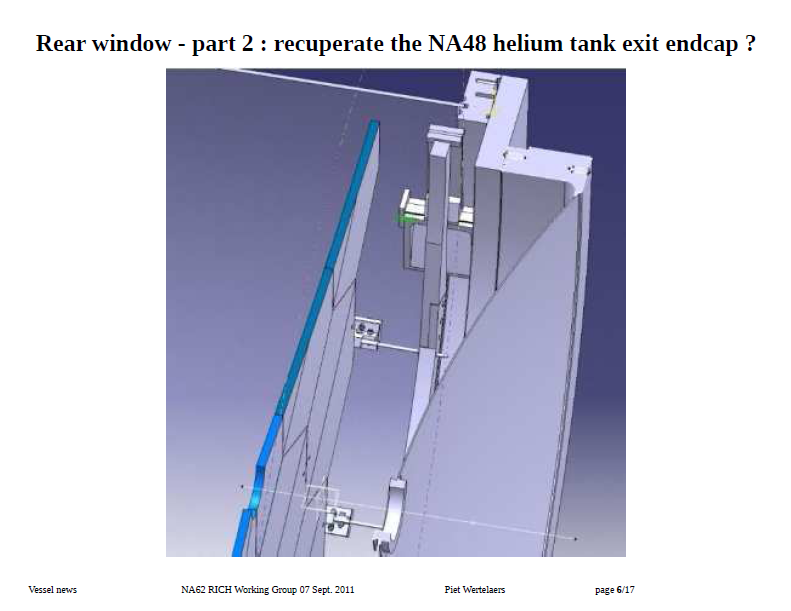 Rear window - part 2 : recuperate the NA48 helium tank exit endcap ?
Vessel news NA62 RICH Working Group 07 Sept. 2011 Piet Wertelaers page 6/17